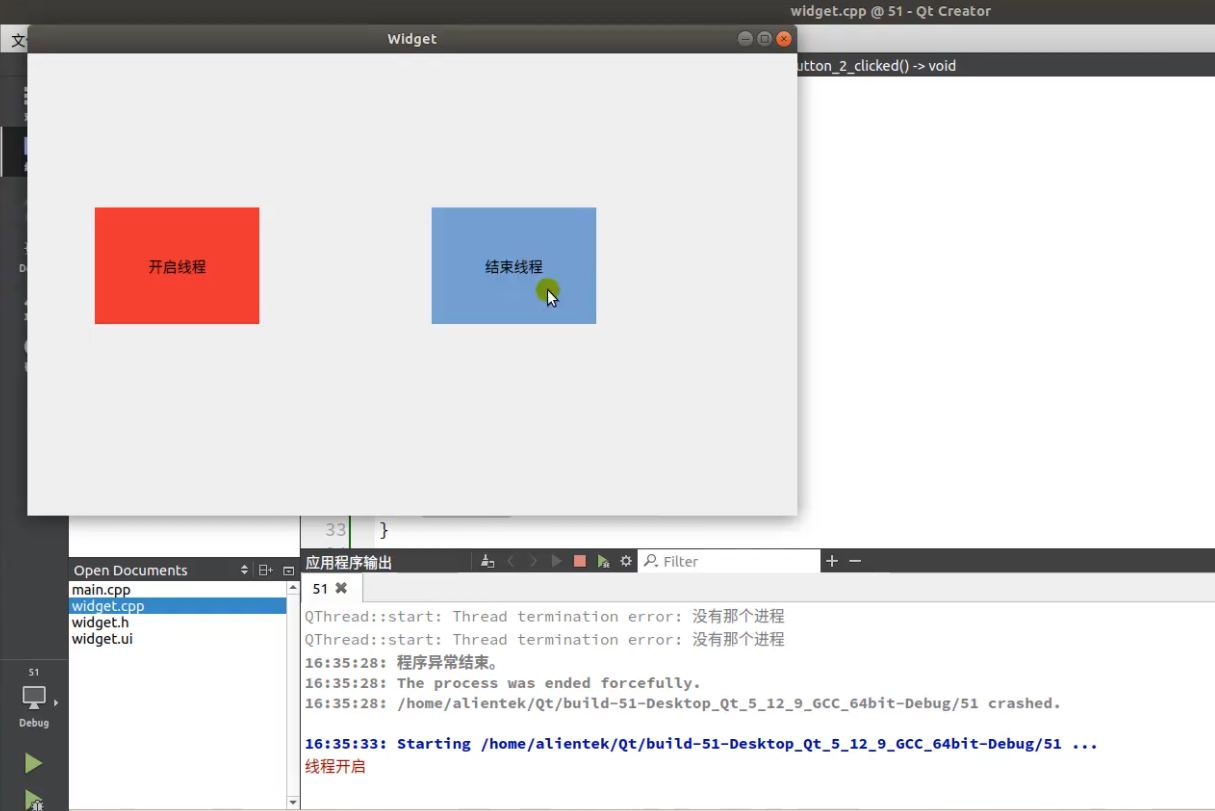 widget.cpp @ 51 - Qt Creator
文
Widget
utton_2_clicked() -> void
开启线程
结束线程
33
}
Open Documents
应用程序输出
Filter
main.cpp
widget.cpp
widget.h
widget.ui
51
QThread::start: Thread termination error: 没有那个进程
QThread::start: Thread termination error: 没有那个进程
16:35:28: 程序异常结束。
16:35:28: The process was ended forcefully.
16:35:28: /home/alientek/Qt/build-51-Desktop_Qt_5_12_9_GCC_64bit-Debug/51 crashed.
16:35:33: Starting /home/alientek/Qt/build-51-Desktop_Qt_5_12_9_GCC_64bit-Debug/51 ...
线程开启
51
Debug